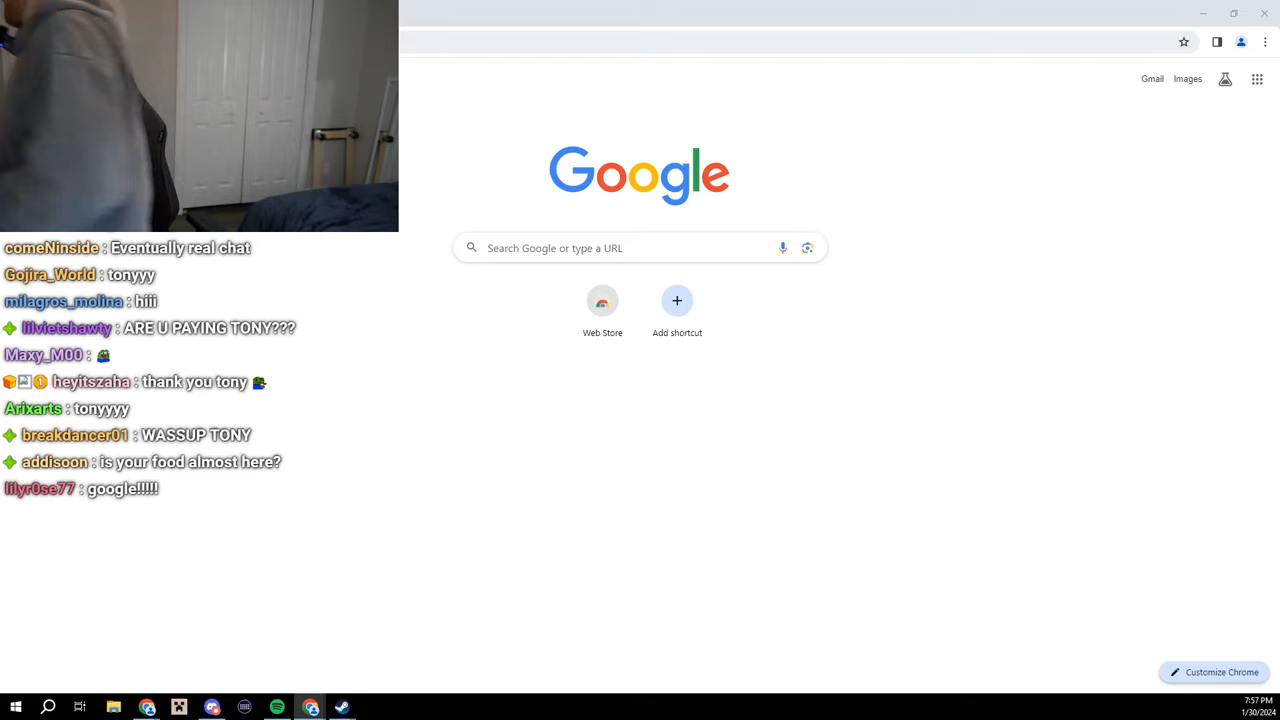 Gmail Images
Google
Search Google or type a URL
Web Store Add shortcut
comeNinside : Eventually real chat
Gojira_World : tonyyy
milagros_molina : hiii
lilvietshawty : ARE U PAYING TONY???
Maxy_M00 :
heyitszaha : thank you tony
Arixarts : tonyyyy
breakdancer01 : WASSUP TONY
addisoon : is your food almost here?
lilyr0se77 : google!!!!!
Customize Chrome
7:57 PM
1/30/2024